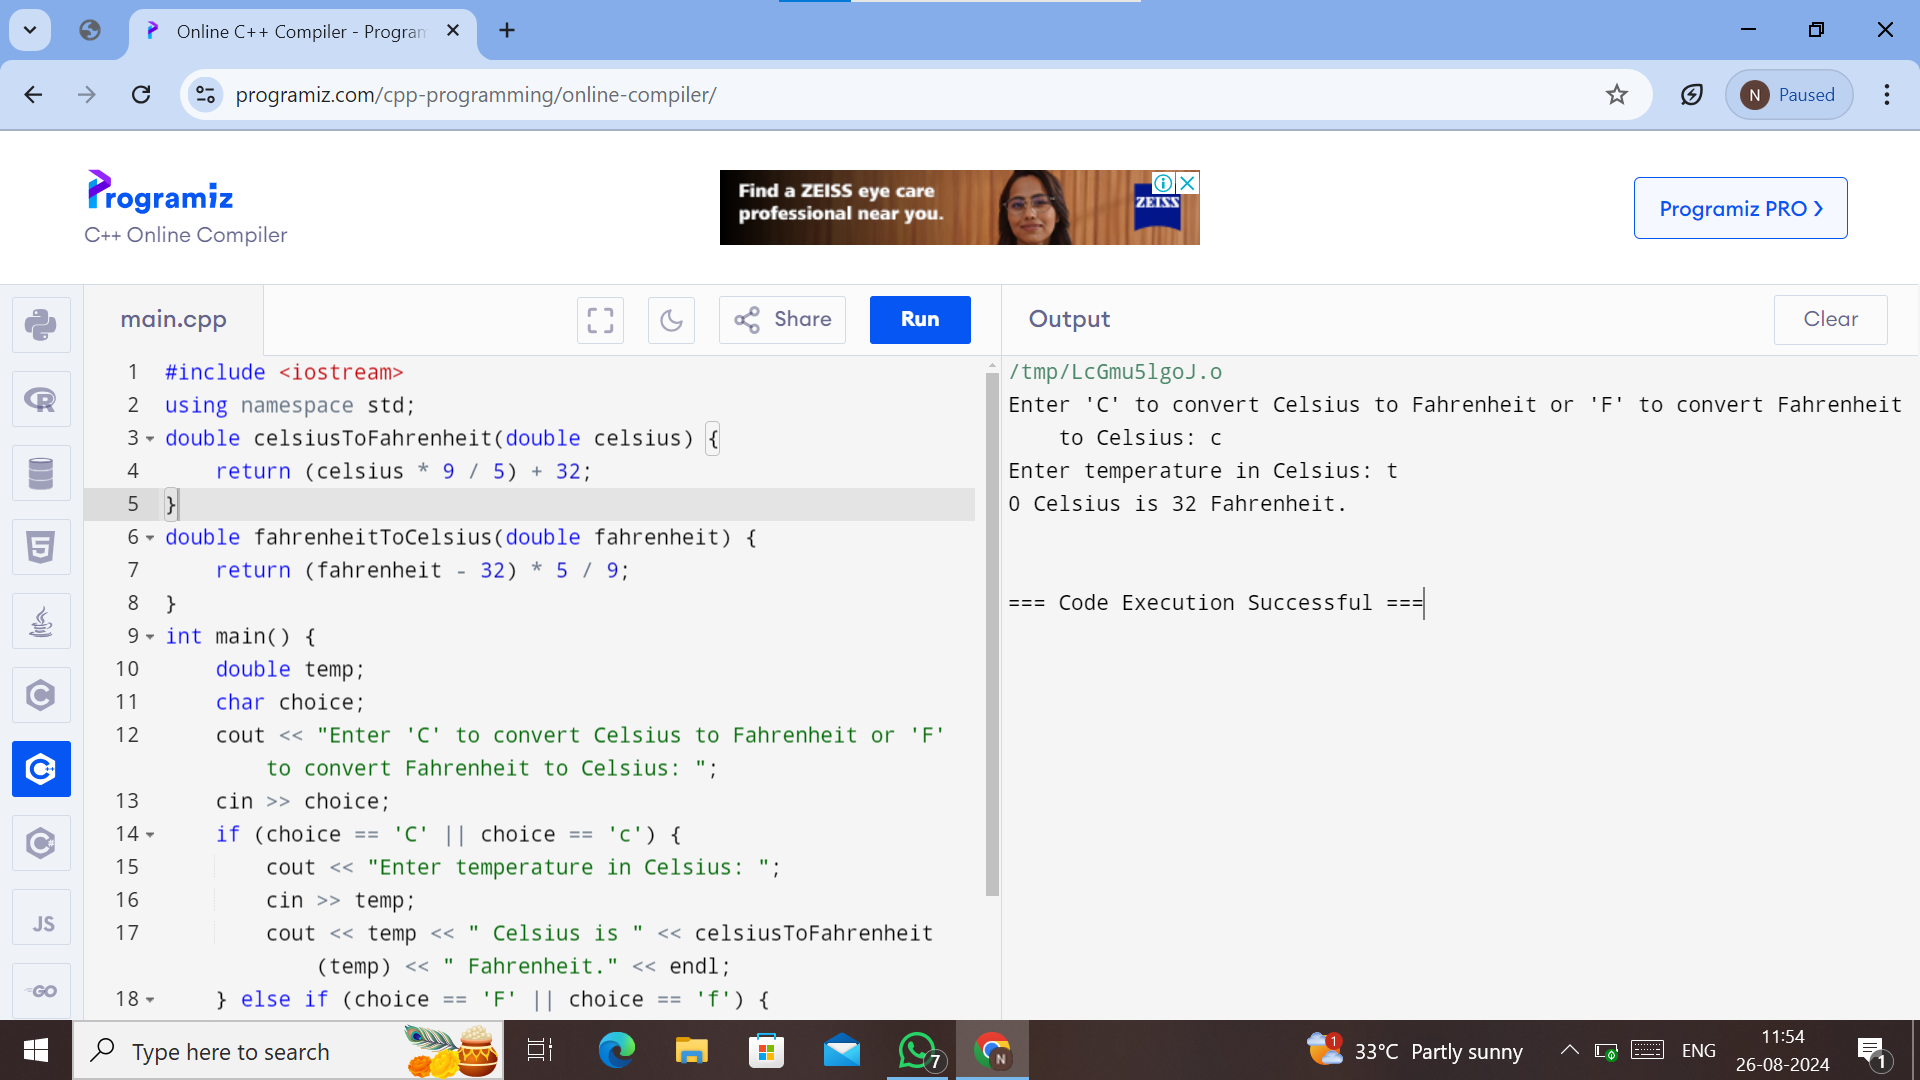 Online C++ Compiler - Program
programiz.com/cpp-programming/online-compiler/
N Paused
Programiz
C++ Online Compiler
Find a ZEISS eye care
professional near you.
ZEISS
Programiz PRO
main.cpp
Share
Run
Output
Clear
1 #include <iostream>
2 using namespace std;
3 double celsiusToFahrenheit(double celsius) {
4 return (celsius * 9 / 5) + 32;
5 }
6 double fahrenheitToCelsius(double fahrenheit) {
7 return (fahrenheit - 32) * 5 / 9;
8 }
9 int main() {
10 double temp;
11 char choice;
12 cout << "Enter 'C' to convert Celsius to Fahrenheit or 'F'
to convert Fahrenheit to Celsius: ";
13 cin >> choice;
14 if (choice == 'C' || choice == 'c') {
15 cout << "Enter temperature in Celsius: ";
16 cin >> temp;
17 cout << temp << " Celsius is " << celsiusToFahrenheit
(temp) << " Fahrenheit." << endl;
18 } else if (choice == 'F' || choice == 'f') {
/tmp/LcGmu5lgoJ.o
Enter 'C' to convert Celsius to Fahrenheit or 'F' to convert Fahrenheit
to Celsius: c
Enter temperature in Celsius: t
0 Celsius is 32 Fahrenheit.
=== Code Execution Successful ===
R
5
C
C
C
JS
GO
Type here to search
7
N
1
33°C Partly sunny
ENG
11:54
26-08-2024
1